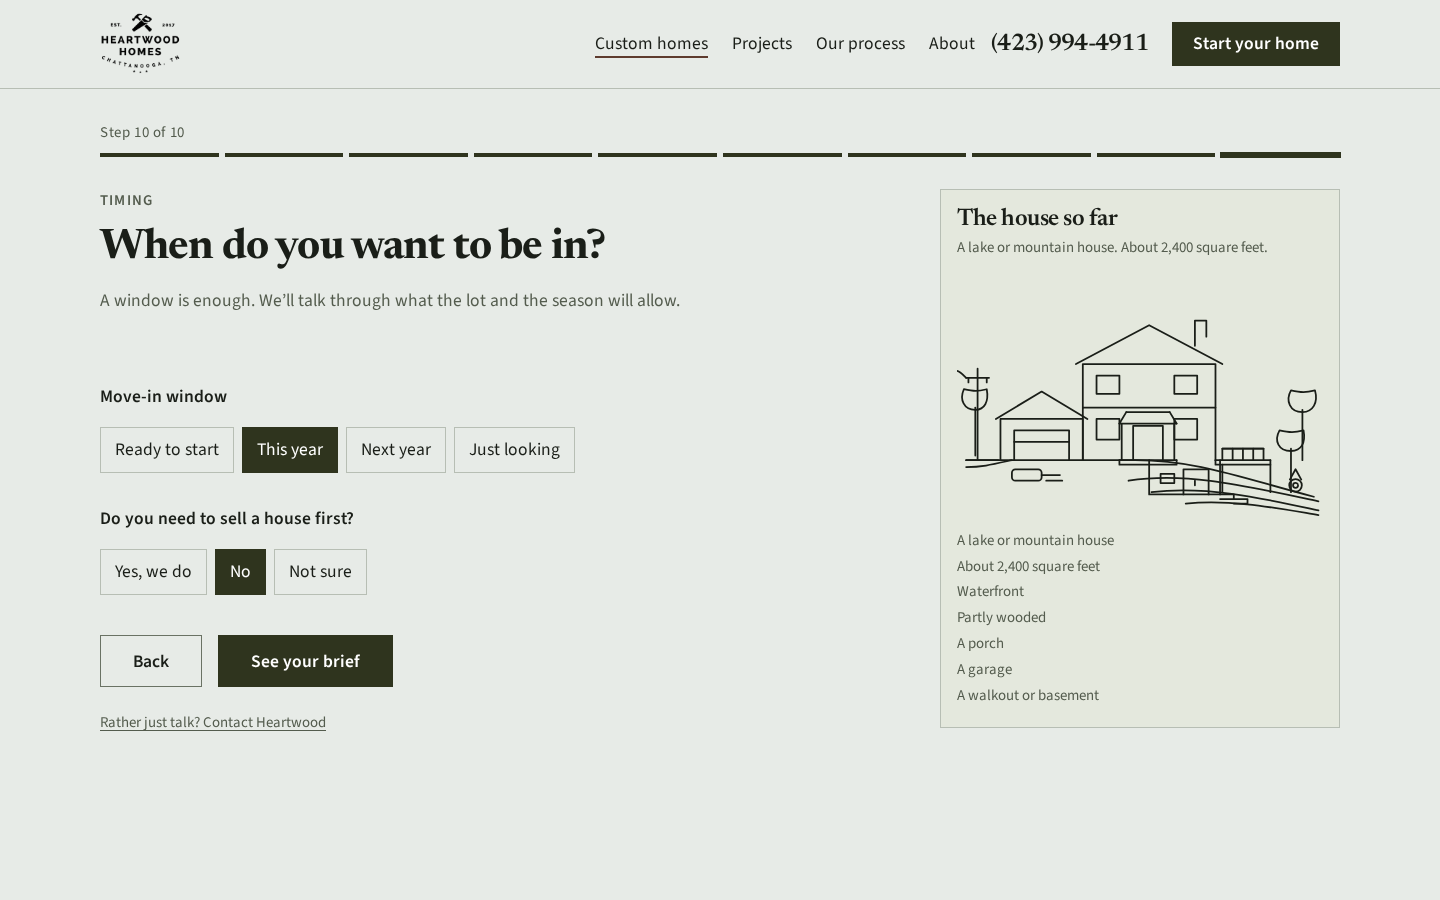 EST. 2017
HEARTWOOD
HOMES
CHATTANOOGA, TN
Custom homes
Projects
Our process
About
(423) 994-4911
Start your home
Step 10 of 10
TIMING
When do you want to be in?
A window is enough. We’ll talk through what the lot and the season will allow.
Move-in window
Ready to start
This year
Next year
Just looking
Do you need to sell a house first?
Yes, we do
No
Not sure
Back
See your brief
Rather just talk? Contact Heartwood
The house so far
A lake or mountain house. About 2,400 square feet.
A lake or mountain house
About 2,400 square feet
Waterfront
Partly wooded
A porch
A garage
A walkout or basement